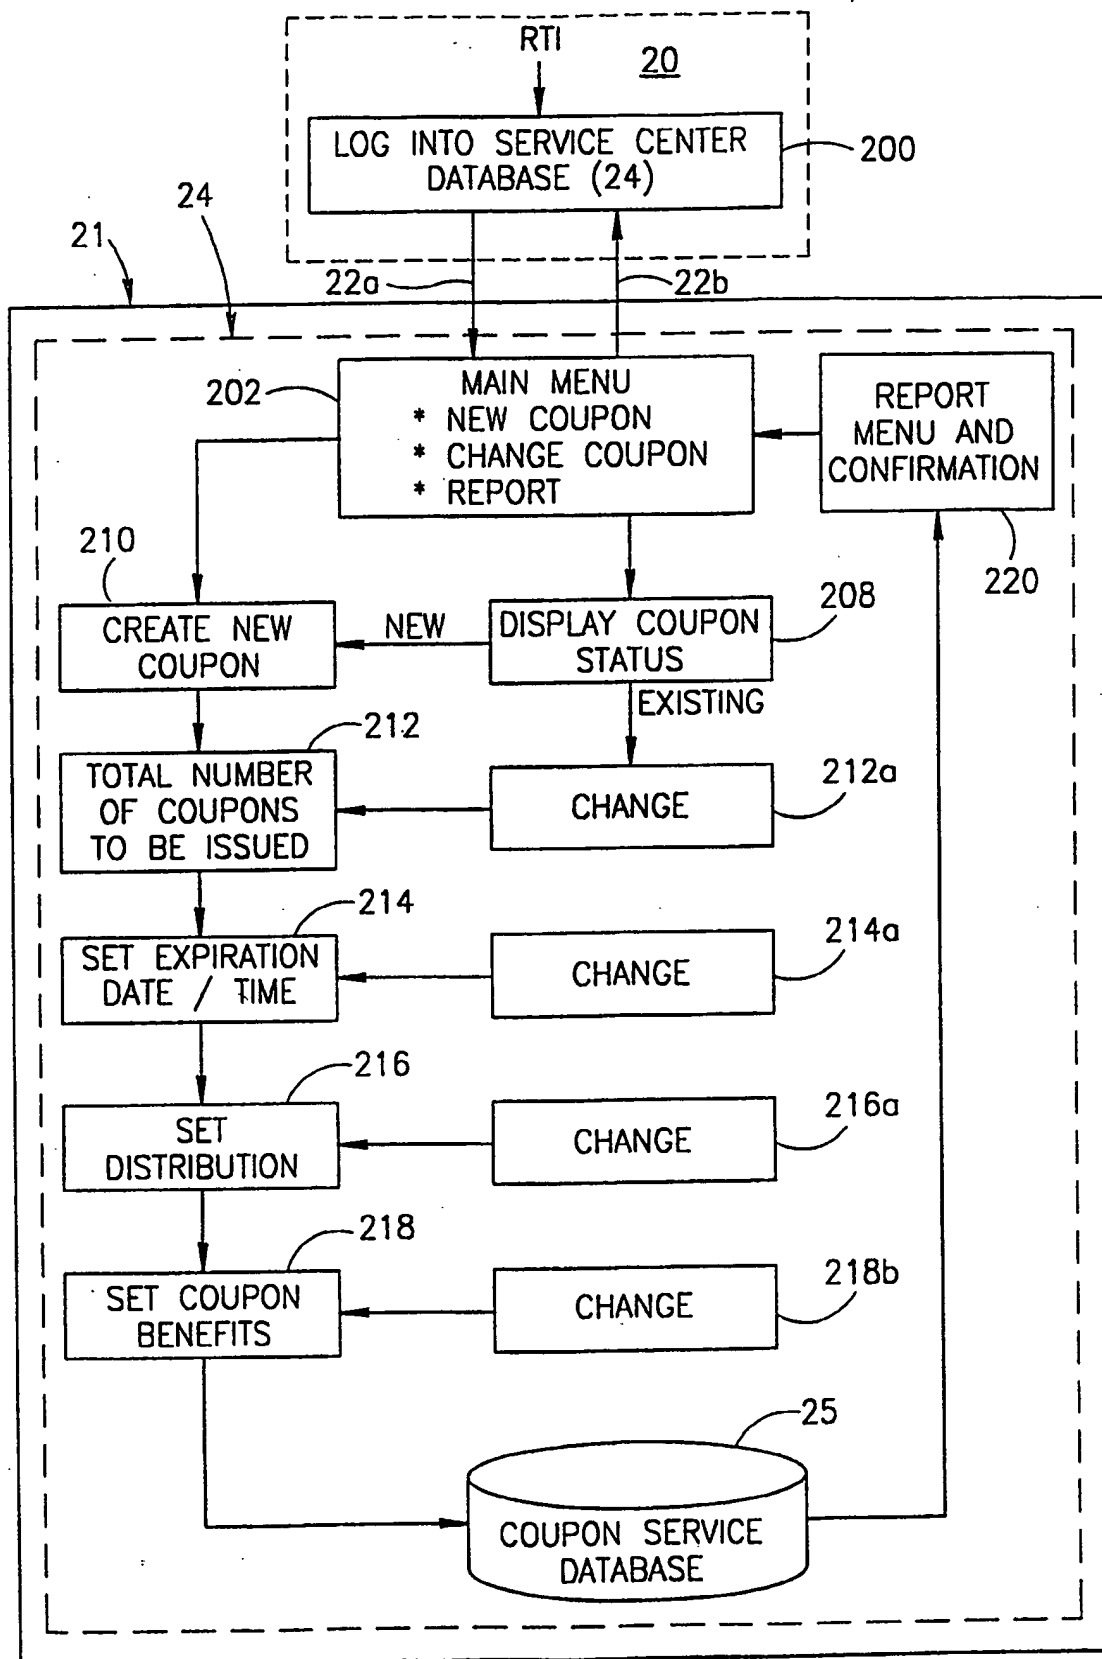 RTI
20
LOG INTO SERVICE CENTER
DATABASE (24)
200
24
21
22a
22b
202
MAIN MENU
* NEW COUPON
* CHANGE COUPON
* REPORT
REPORT
MENU AND
CONFIRMATION
220
210
CREATE NEW
COUPON
NEW
DISPLAY COUPON
STATUS
208
EXISTING
212
TOTAL NUMBER
OF COUPONS
TO BE ISSUED
CHANGE
212a
214
SET EXPIRATION
DATE / TIME
CHANGE
214a
216
SET
DISTRIBUTION
CHANGE
216a
218
SET COUPON
BENEFITS
CHANGE
218b
25
COUPON SERVICE
DATABASE